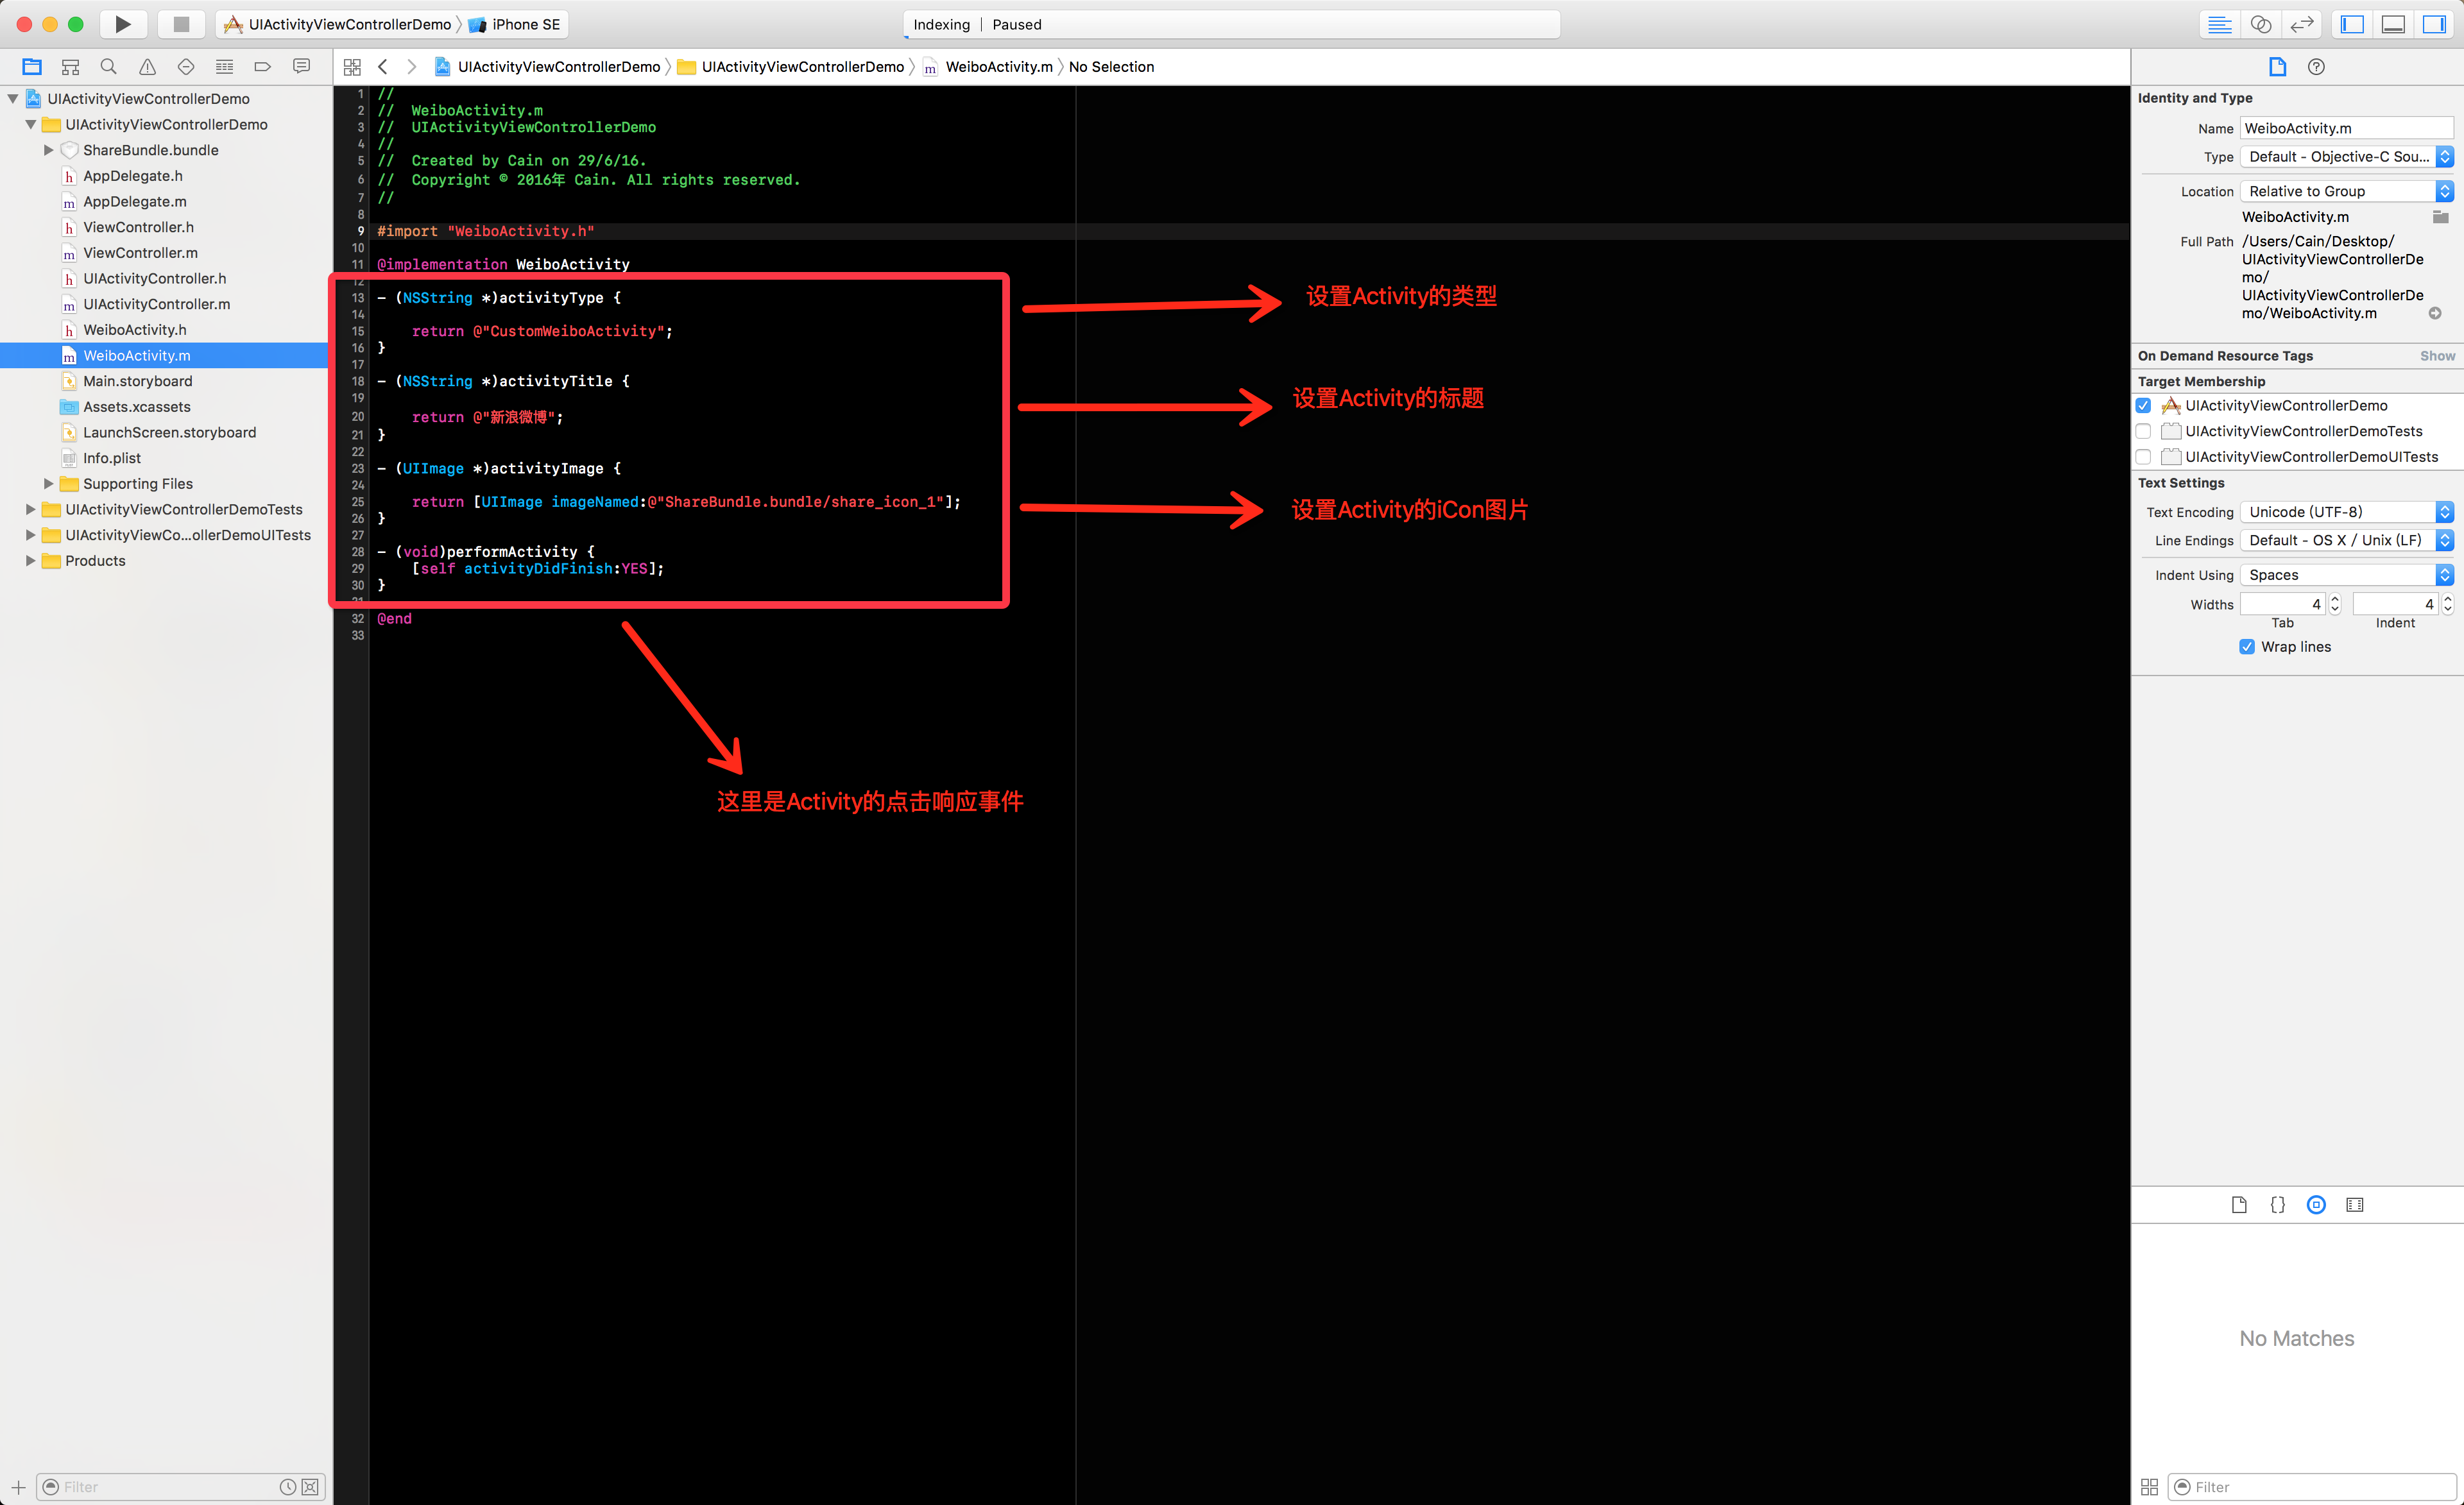 UIActivityViewControllerDemo 〉 iPhone SE
Indexing | Paused
UIActivityViewControllerDemo 〉 UIActivityViewControllerDemo 〉 WeiboActivity.m 〉 No Selection
UIActivityViewControllerDemo
UIActivityViewControllerDemo
ShareBundle.bundle
AppDelegate.h
AppDelegate.m
ViewController.h
ViewController.m
UIActivityController.h
UIActivityController.m
WeiboActivity.h
WeiboActivity.m
Main.storyboard
Assets.xcassets
LaunchScreen.storyboard
Info.plist
Supporting Files
UIActivityViewControllerDemoTests
UIActivityViewCo...ollerDemoUITests
Products
Filter
1 //
2 //  WeiboActivity.m
3 //  UIActivityViewControllerDemo
4 //
5 //  Created by Cain on 29/6/16.
6 //  Copyright © 2016年 Cain. All rights reserved.
7 //
8
9 #import "WeiboActivity.h"
10
11 @implementation WeiboActivity
12
13 - (NSString *)activityType {
14
15     return @"CustomWeiboActivity";
16 }
17
18 - (NSString *)activityTitle {
19
20     return @"新浪微博";
21 }
22
23 - (UIImage *)activityImage {
24
25     return [UIImage imageNamed:@"ShareBundle.bundle/share_icon_1"];
26 }
27
28 - (void)performActivity {
29     [self activityDidFinish:YES];
30 }
31
32 @end
33
设置Activity的类型
设置Activity的标题
设置Activity的iCon图片
这里是Activity的点击响应事件
Identity and Type
Name WeiboActivity.m
Type Default - Objective-C Sou...
Location Relative to Group
WeiboActivity.m
Full Path /Users/Cain/Desktop/
UIActivityViewControllerDe
mo/
UIActivityViewControllerDe
mo/WeiboActivity.m
On Demand Resource Tags Show
Target Membership
UIActivityViewControllerDemo
UIActivityViewControllerDemoTests
UIActivityViewControllerDemoUITests
Text Settings
Text Encoding Unicode (UTF-8)
Line Endings Default - OS X / Unix (LF)
Indent Using Spaces
Widths 4 4
Tab Indent
Wrap lines
No Matches
Filter